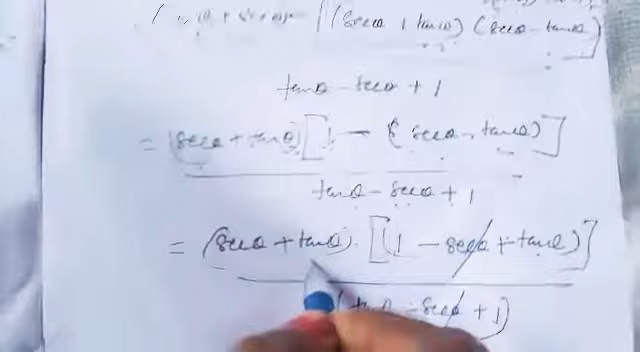 (secθ + tanθ) (secθ - tanθ)]
tanθ - secθ + 1
= (secθ + tanθ) [1 - (secθ - tanθ)]
tanθ - secθ + 1
= (secθ + tanθ) · [(1 - secθ + tanθ)]
(tanθ - secθ + 1)